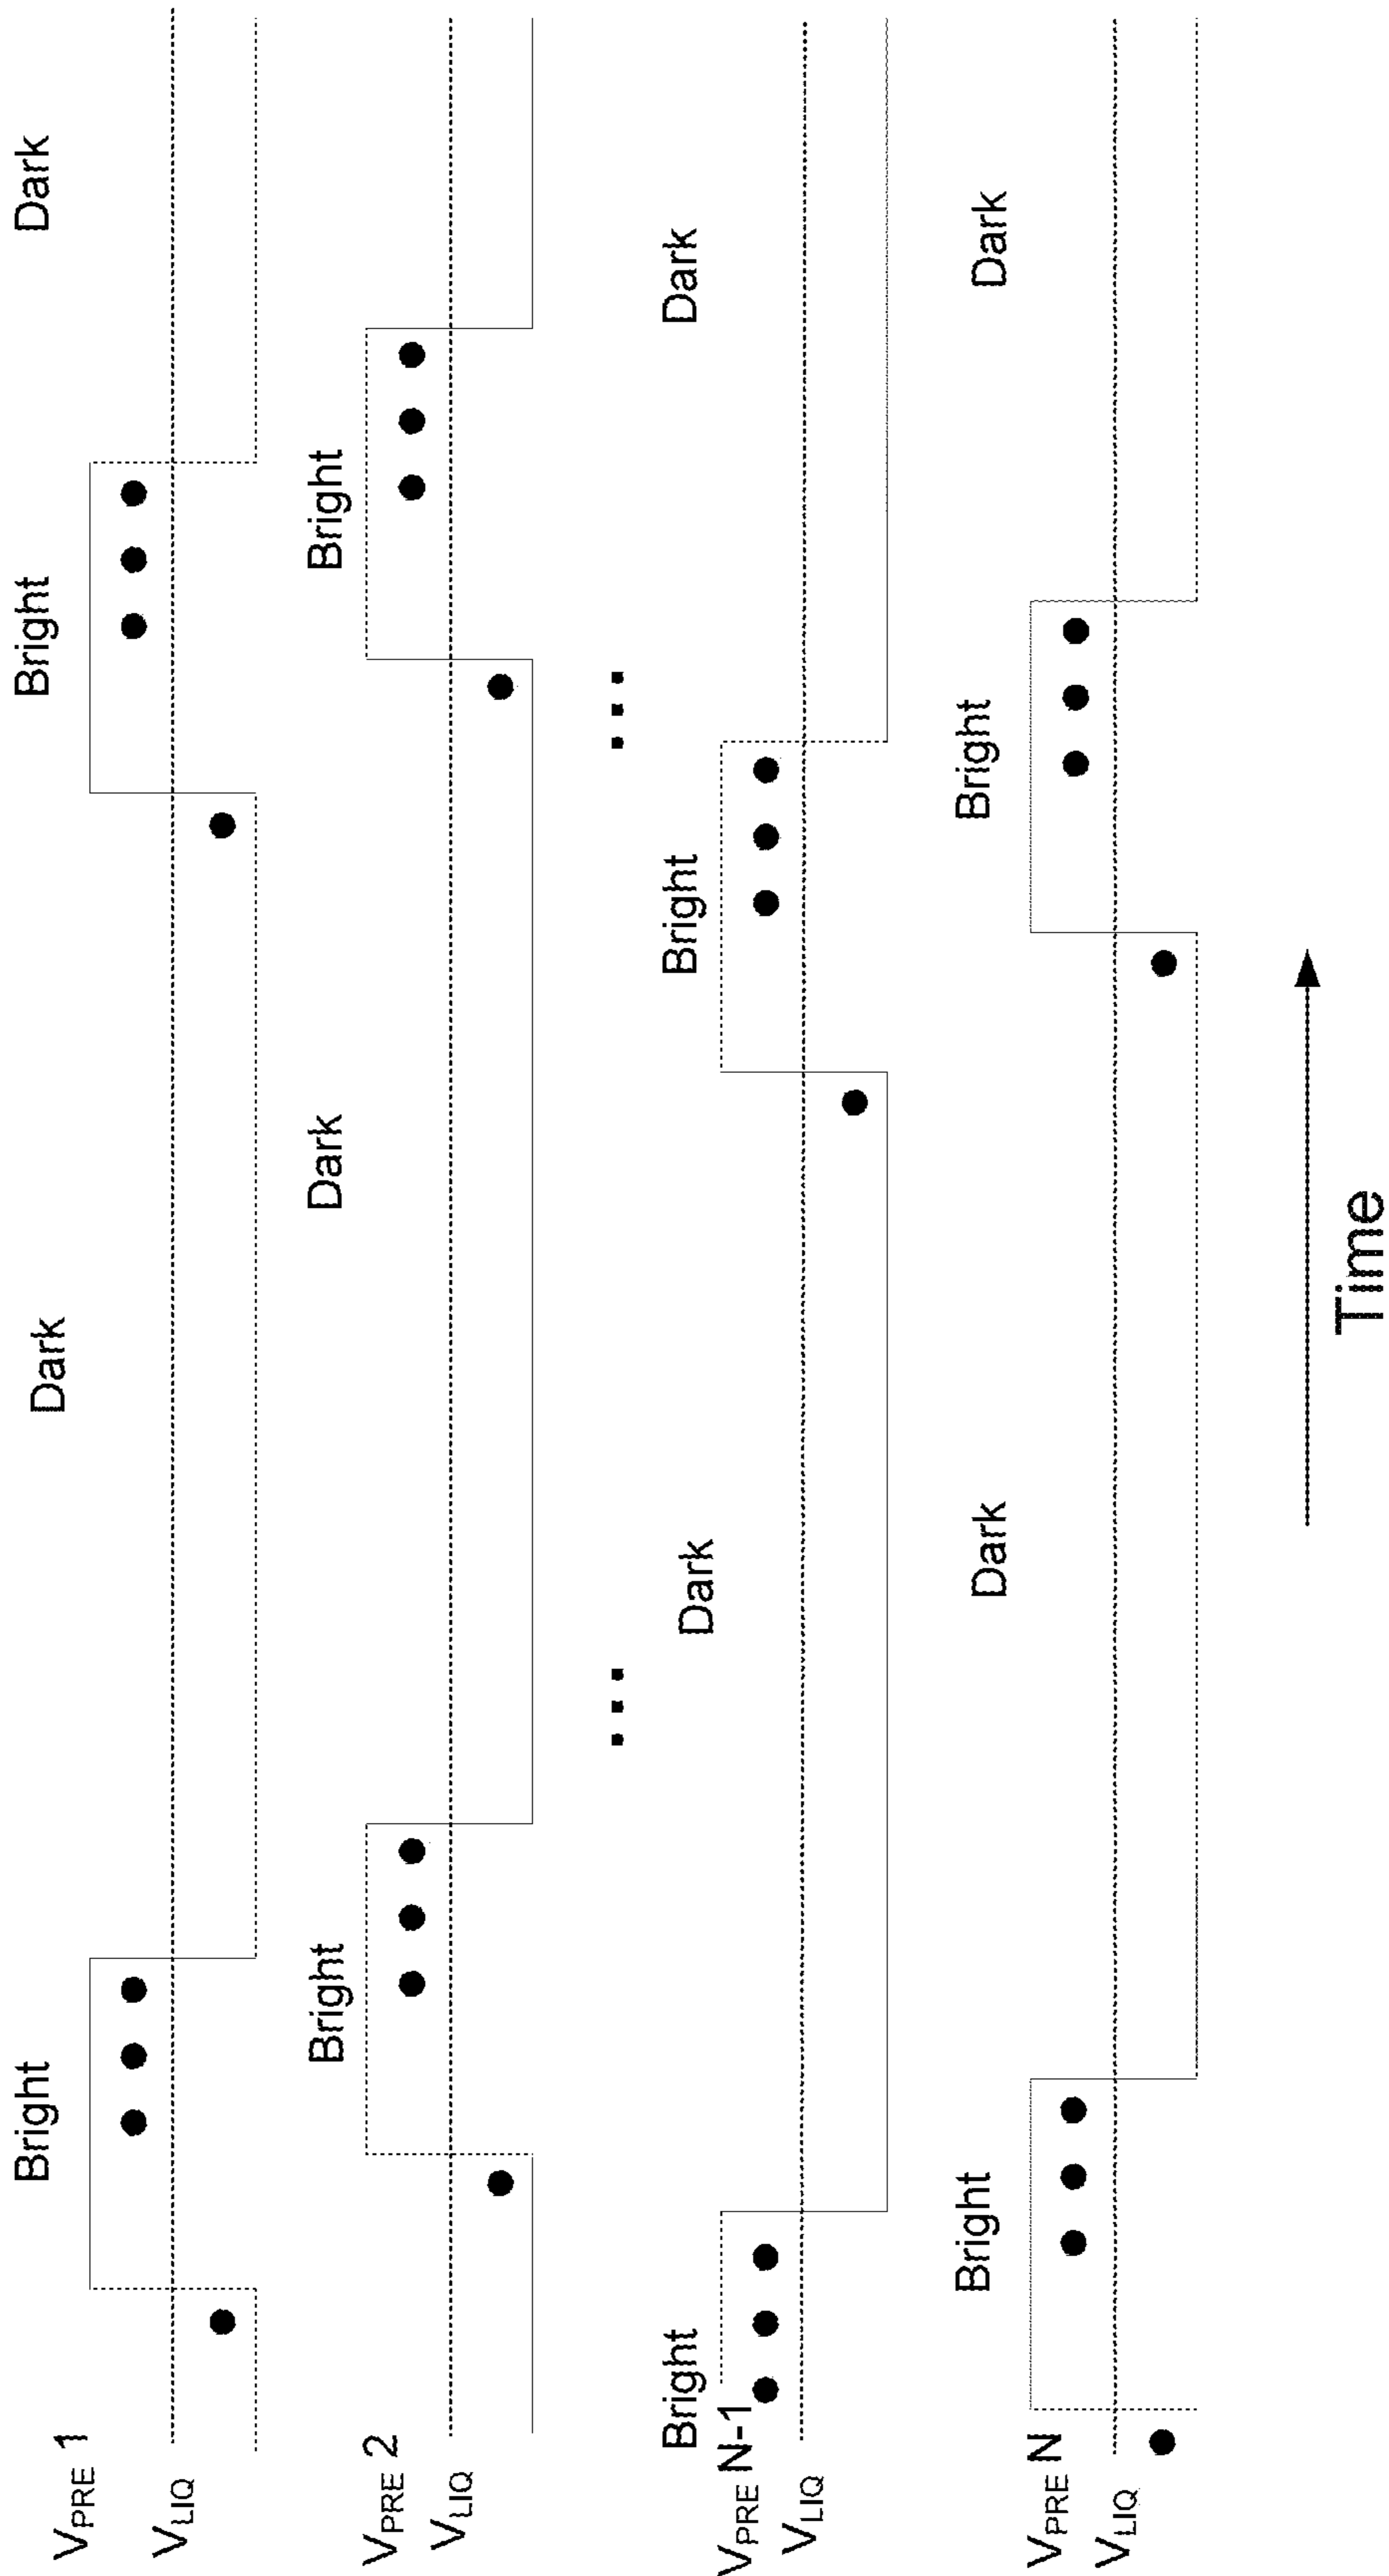 Bright Dark Bright Dark
V_PRE 1
V_LIQ
Bright Dark Bright
V_PRE 2
V_LIQ
... ...
Bright Dark Bright Dark
V_PRE N-1
V_LIQ
Bright Dark Bright Dark
V_PRE N
V_LIQ
Time